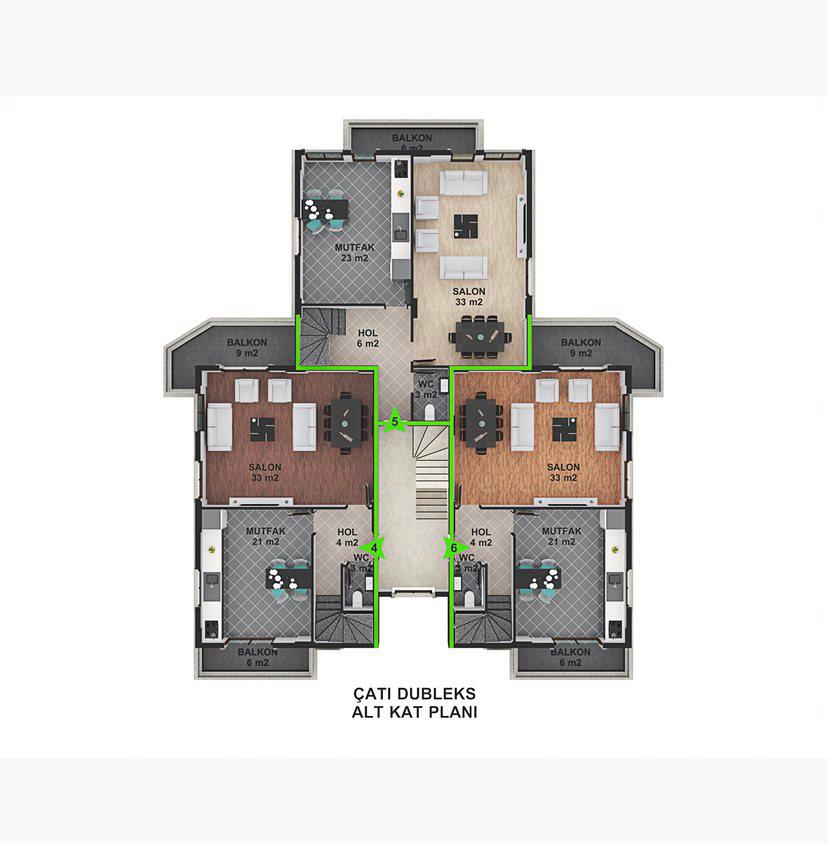 BALKON
6 m2
MUTFAK
23 m2
SALON
33 m2
HOL
6 m2
BALKON
9 m2
BALKON
9 m2
WC
3 m2
5
SALON
33 m2
SALON
33 m2
MUTFAK
21 m2
HOL
4 m2
4
WC
3 m2
HOL
4 m2
6
WC
3 m2
MUTFAK
21 m2
BALKON
6 m2
BALKON
6 m2
ÇATI DUBLEKS
ALT KAT PLANI